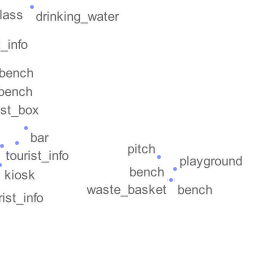 lass
drinking_water
_info
bench
bench
st_box
bar
tourist_info
kiosk
rist_info
pitch
playground
bench
waste_basket
bench